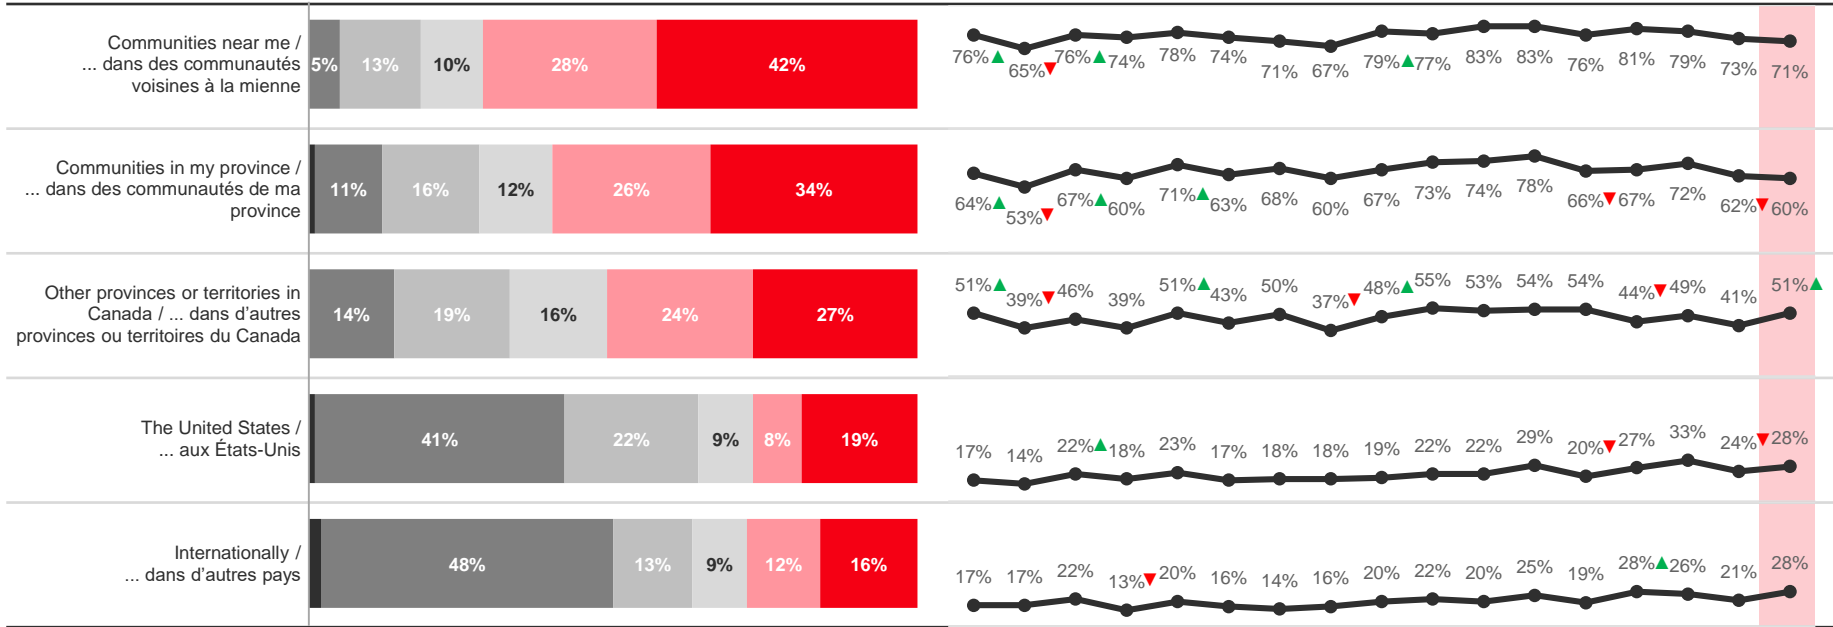 Communities near me /
... dans des communautés
voisines à la mienne
5% 13% 10% 28% 42%
76% ▲ 65% ▼ 76% ▲ 74% 78% 74% 71% 67% 79% ▲ 77% 83% 83% 76% 81% 79% 73% 71%
Communities in my province /
... dans des communautés de ma
province
11% 16% 12% 26% 34%
64% ▲ 53% ▼ 67% ▲ 60% 71% ▲ 63% 68% 60% 67% 73% 74% 78% 66% ▼ 67% 72% 62% ▼ 60%
Other provinces or territories in
Canada / ... dans d'autres
provinces ou territoires du Canada
14% 19% 16% 24% 27%
51% ▲ 39% ▼ 46% 39% 51% ▲ 43% 50% 37% ▼ 48% ▲ 55% 53% 54% 54% 44% ▼ 49% 41% 51% ▲
The United States /
... aux États-Unis
41% 22% 9% 8% 19%
17% 14% 22% ▲ 18% 23% 17% 18% 18% 19% 22% 22% 29% 20% ▼ 27% 33% 24% ▼ 28%
Internationally /
... dans d'autres pays
48% 13% 9% 12% 16%
17% 17% 22% 13% ▼ 20% 16% 14% 16% 20% 22% 20% 25% 19% 28% ▲ 26% 21% 28%